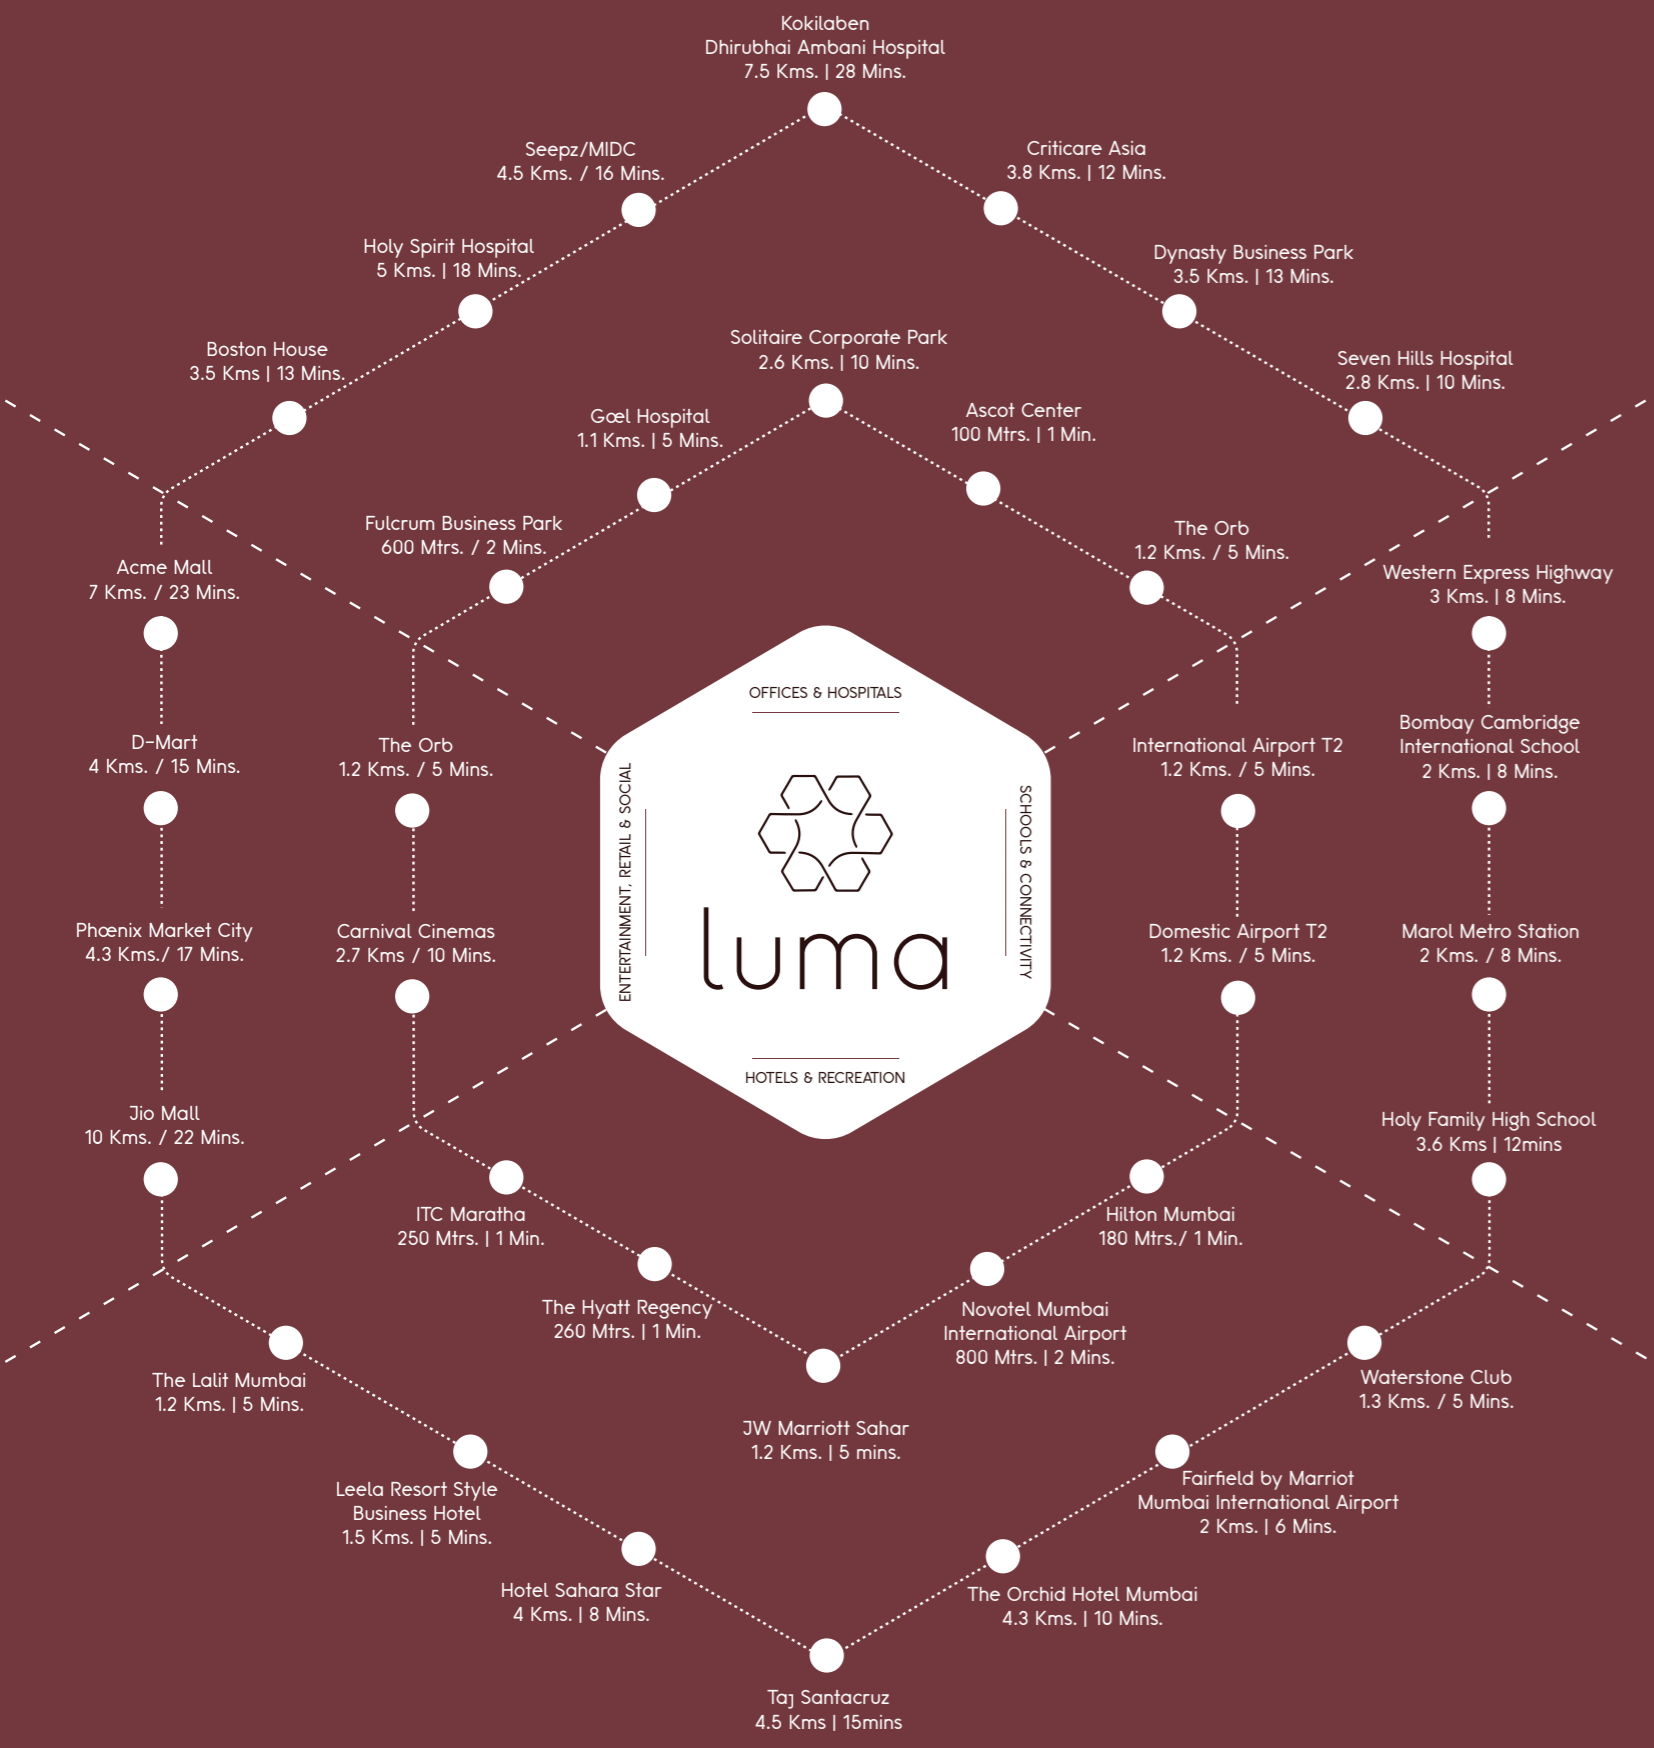 Kokilaben
Dhirubhai Ambani Hospital
7.5 Kms. | 28 Mins.
Seepz/MIDC
4.5 Kms. / 16 Mins.
Criticare Asia
3.8 Kms. | 12 Mins.
Holy Spirit Hospital
5 Kms. | 18 Mins.
Dynasty Business Park
3.5 Kms. | 13 Mins.
Boston House
3.5 Kms | 13 Mins.
Solitaire Corporate Park
2.6 Kms. | 10 Mins.
Seven Hills Hospital
2.8 Kms. | 10 Mins.
Gœl Hospital
1.1 Kms. | 5 Mins.
Ascot Center
100 Mtrs. | 1 Min.
Fulcrum Business Park
600 Mtrs. / 2 Mins.
The Orb
1.2 Kms. / 5 Mins.
Acme Mall
7 Kms. / 23 Mins.
Western Express Highway
3 Kms. | 8 Mins.
OFFICES & HOSPITALS
D-Mart
4 Kms. / 15 Mins.
The Orb
1.2 Kms. / 5 Mins.
ENTERTAINMENT, RETAIL & SOCIAL
SCHOOLS & CONNECTIVITY
International Airport T2
1.2 Kms. / 5 Mins.
Bombay Cambridge
International School
2 Kms. | 8 Mins.
luma
Phœnix Market City
4.3 Kms./ 17 Mins.
Carnival Cinemas
2.7 Kms / 10 Mins.
Domestic Airport T2
1.2 Kms. / 5 Mins.
Marol Metro Station
2 Kms. / 8 Mins.
HOTELS & RECREATION
Jio Mall
10 Kms. / 22 Mins.
Holy Family High School
3.6 Kms | 12mins
ITC Maratha
250 Mtrs. | 1 Min.
Hilton Mumbai
180 Mtrs./ 1 Min.
The Hyatt Regency
260 Mtrs. | 1 Min.
Novotel Mumbai
International Airport
800 Mtrs. | 2 Mins.
The Lalit Mumbai
1.2 Kms. | 5 Mins.
JW Marriott Sahar
1.2 Kms. | 5 mins.
Waterstone Club
1.3 Kms. / 5 Mins.
Leela Resort Style
Business Hotel
1.5 Kms. | 5 Mins.
Fairfield by Marriot
Mumbai International Airport
2 Kms. | 6 Mins.
Hotel Sahara Star
4 Kms. | 8 Mins.
The Orchid Hotel Mumbai
4.3 Kms. | 10 Mins.
Taj Santacruz
4.5 Kms | 15mins